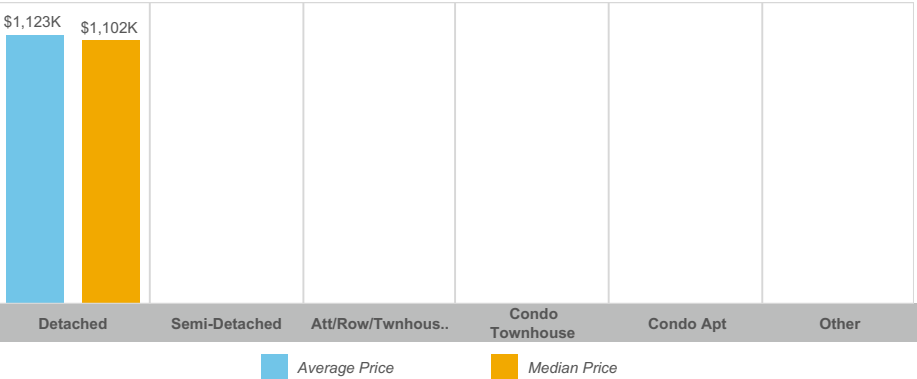 $1,123K
$1,102K
Detached
Semi-Detached
Att/Row/Twnhous..
Condo
Townhouse
Condo Apt
Other
Average Price
Median Price